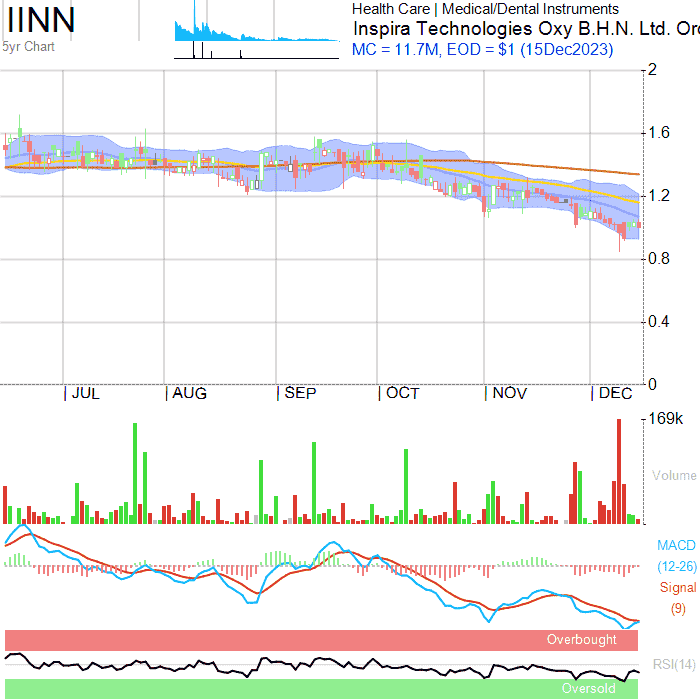 IINN
5yr Chart
Health Care | Medical/Dental Instruments
Inspira Technologies Oxy B.H.N. Ltd. Ord
MC = 11.7M, EOD = $1 (15Dec2023)
2
1.6
1.2
0.8
0.4
0
JUL AUG SEP OCT NOV DEC
169k
Volume
MACD
(12-26)
Signal
(9)
Overbought
RSI(14)
Oversold